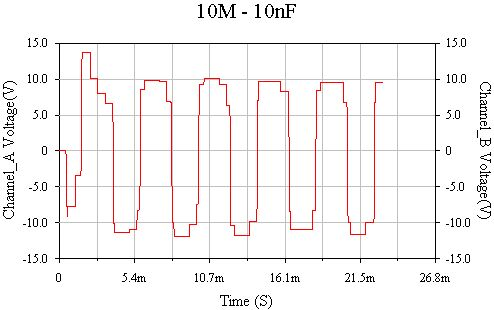 10M - 10nF
15.0
10.0
5.0
0
-5.0
-10.0
-15.0
Channel_A Voltage(V)
15.0
10.0
5.0
0
-5.0
-10.0
-15.0
Channel_B Voltage(V)
0 5.4m 10.7m 16.1m 21.5m 26.8m
Time (S)